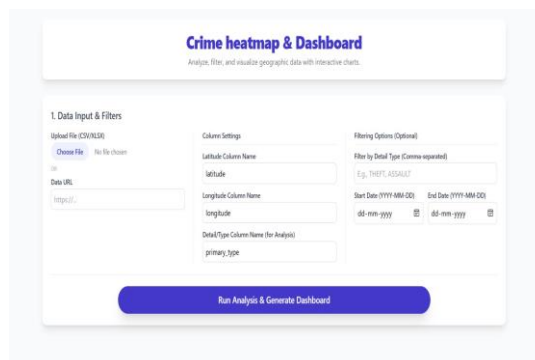 Crime heatmap & Dashboard
Analyze, filter, and visualize geographic data with interactive charts.
1. Data Input & Filters
Upload File (CSV/XLSX)
Choose File No file chosen
OR
Data URL
https://...
Column Settings
Latitude Column Name
latitude
Longitude Column Name
longitude
Detail/Type Column Name (for Analysis)
primary_type
Filtering Options (Optional)
Filter by Detail Type (Comma-separated)
E.g., THEFT, ASSAULT
Start Date (YYYY-MM-DD) End Date (YYYY-MM-DD)
dd-mm-yyyy dd-mm-yyyy
Run Analysis & Generate Dashboard